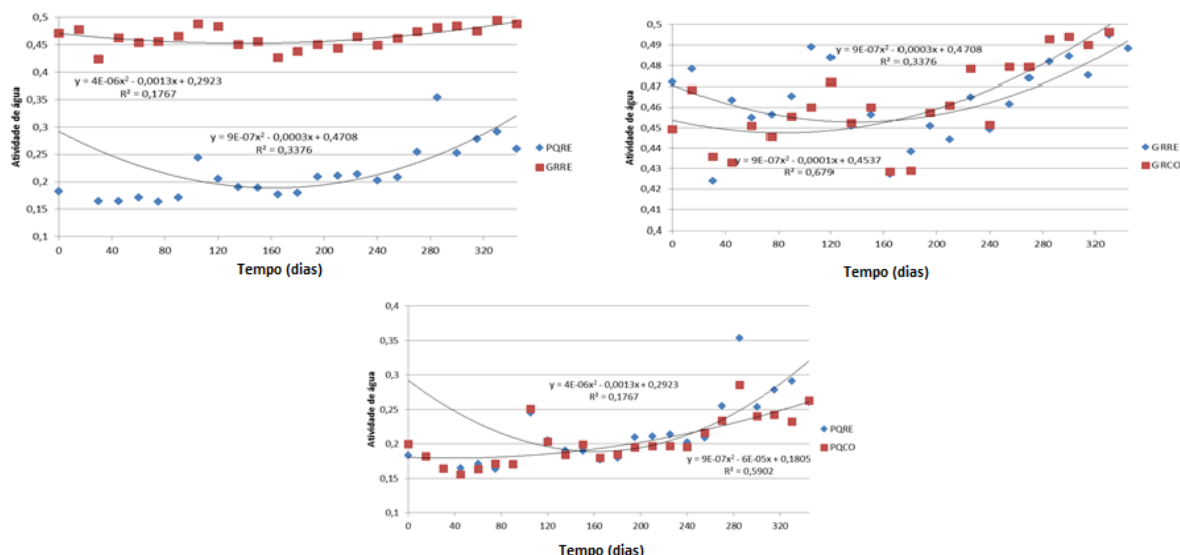 0,5
0,45
0,4
0,35
0,3
0,25
0,2
0,15
0,1
Atividade de água
y = 4E-06x² - 0,0013x + 0,2923
R² = 0,1767
y = 9E-07x² - 0,0003x + 0,4708
R² = 0,3376
PQRE
GRRE
0 40 80 120 160 200 240 280 320
Tempo (dias)
0,5
0,49
0,48
0,47
0,46
0,45
0,44
0,43
0,42
0,41
0,4
Atividade de água
y = 9E-07x² - 0,0003x + 0,4708
R² = 0,3376
y = 9E-07x² - 0,0001x + 0,4537
R² = 0,679
GRRE
GRCO
0 40 80 120 160 200 240 280 320
Tempo (dias)
0,4
0,35
0,3
0,25
0,2
0,15
0,1
Atividade de água
y = 4E-06x² - 0,0013x + 0,2923
R² = 0,1767
y = 9E-07x² - 6E-05x + 0,1805
R² = 0,5902
PQRE
PQCO
0 40 80 120 160 200 240 280 320
Tempo (dias)